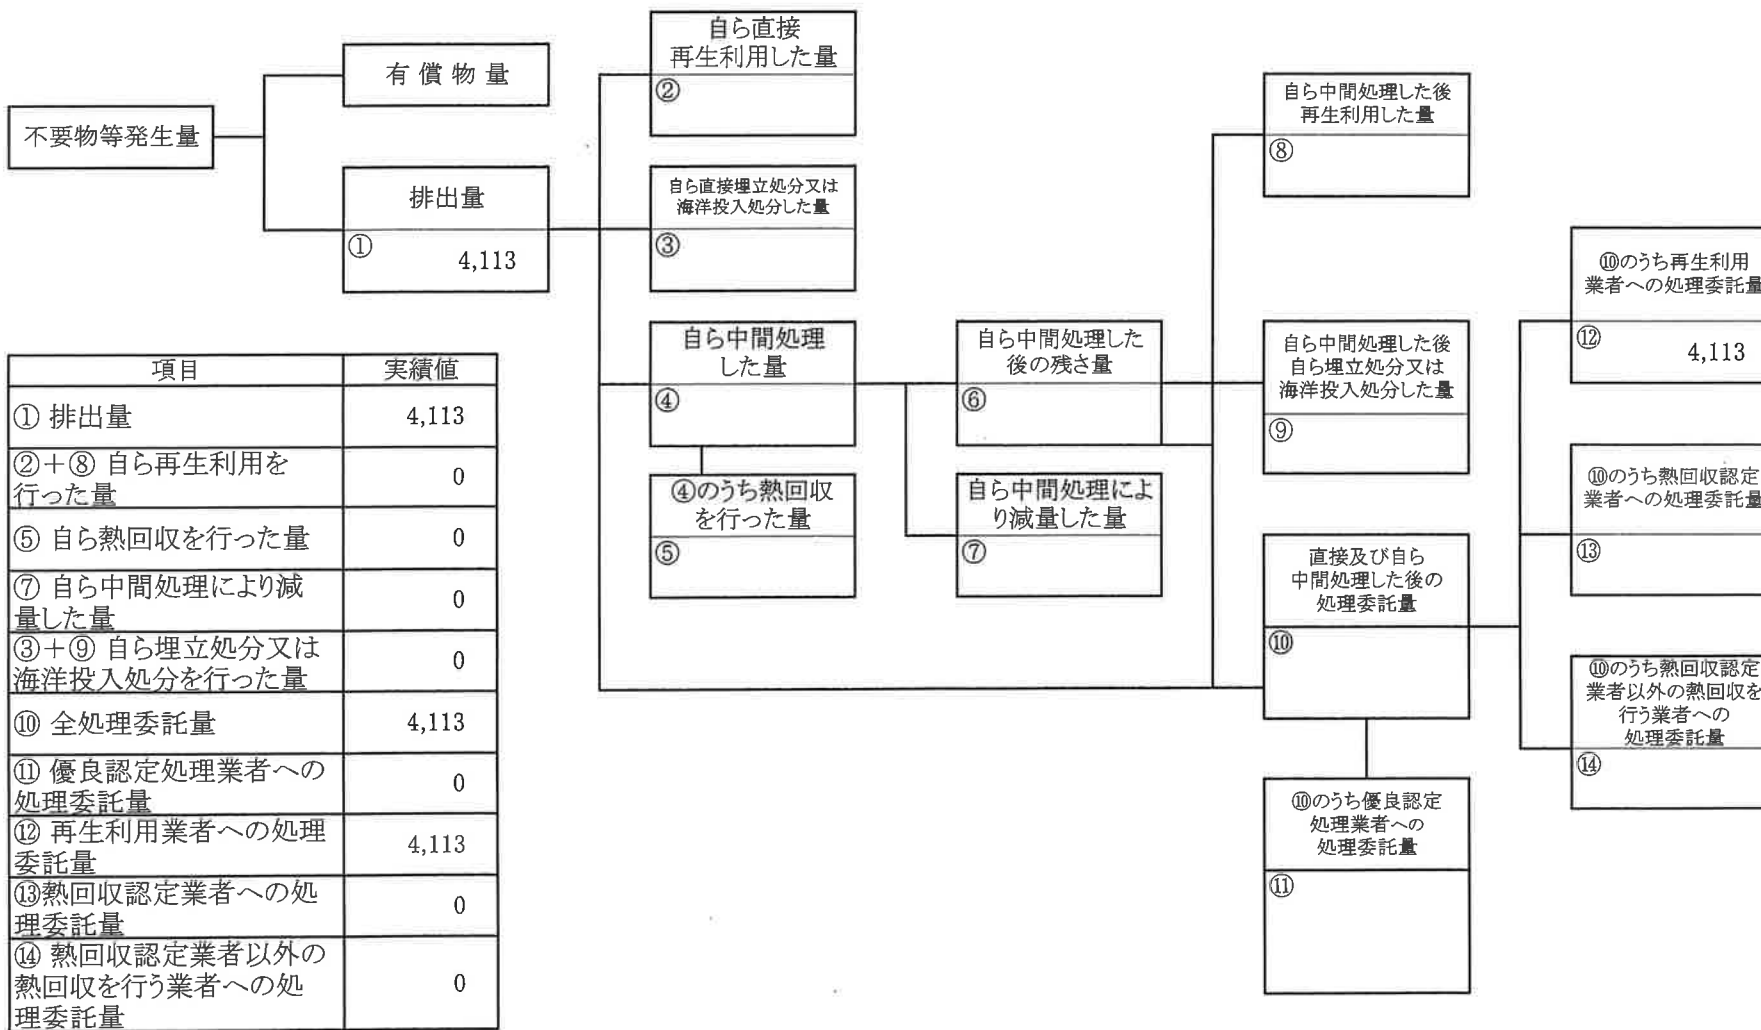 不要物等発生量
有 償 物 量
排出量
①
4,113
自ら直接
再生利用した量
②
自ら直接埋立処分又は
海洋投入処分した量
③
自ら中間処理
した量
④
④のうち熱回収
を行った量
⑤
自ら中間処理した
後の残さ量
⑥
自ら中間処理によ
り減量した量
⑦
自ら中間処理した後
再生利用した量
⑧
自ら中間処理した後
自ら埋立処分又は
海洋投入処分した量
⑨
直接及び自ら
中間処理した後の
処理委託量
⑩
⑩のうち優良認定
処理業者への
処理委託量
⑪
⑩のうち再生利用
業者への処理委託量
⑫
4,113
⑩のうち熱回収認定
業者への処理委託量
⑬
⑩のうち熱回収認定
業者以外の熱回収を
行う業者への
処理委託量
⑭
項目 実績値
① 排出量 4,113
②+⑧ 自ら再生利用を
行った量 0
⑤ 自ら熱回収を行った量 0
⑦ 自ら中間処理により減
量した量 0
③+⑨ 自ら埋立処分又は
海洋投入処分を行った量 0
⑩ 全処理委託量 4,113
⑪ 優良認定処理業者への
処理委託量 0
⑫ 再生利用業者への処理
委託量 4,113
⑬熱回収認定業者への処
理委託量 0
⑭ 熱回収認定業者以外の
熱回収を行う業者への処
理委託量 0